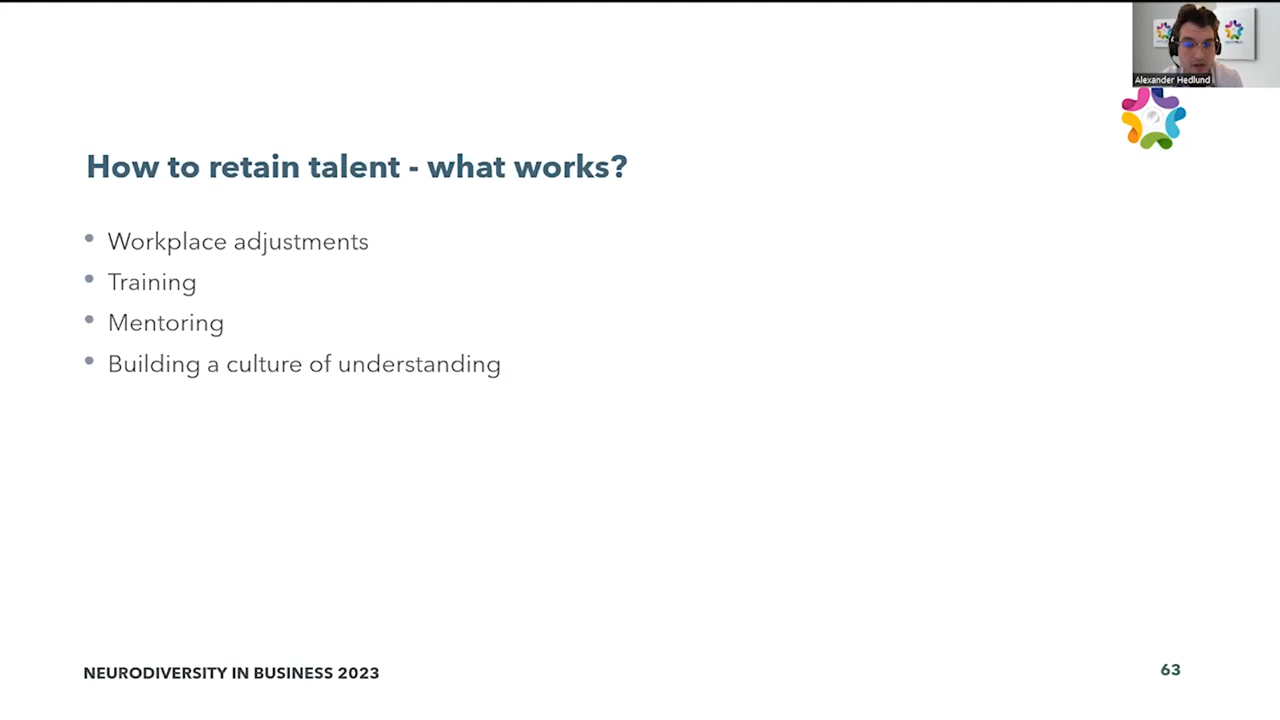 Alexander Hedlund
How to retain talent - what works?
• Workplace adjustments
• Training
• Mentoring
• Building a culture of understanding
NEURODIVERSITY IN BUSINESS 2023
63